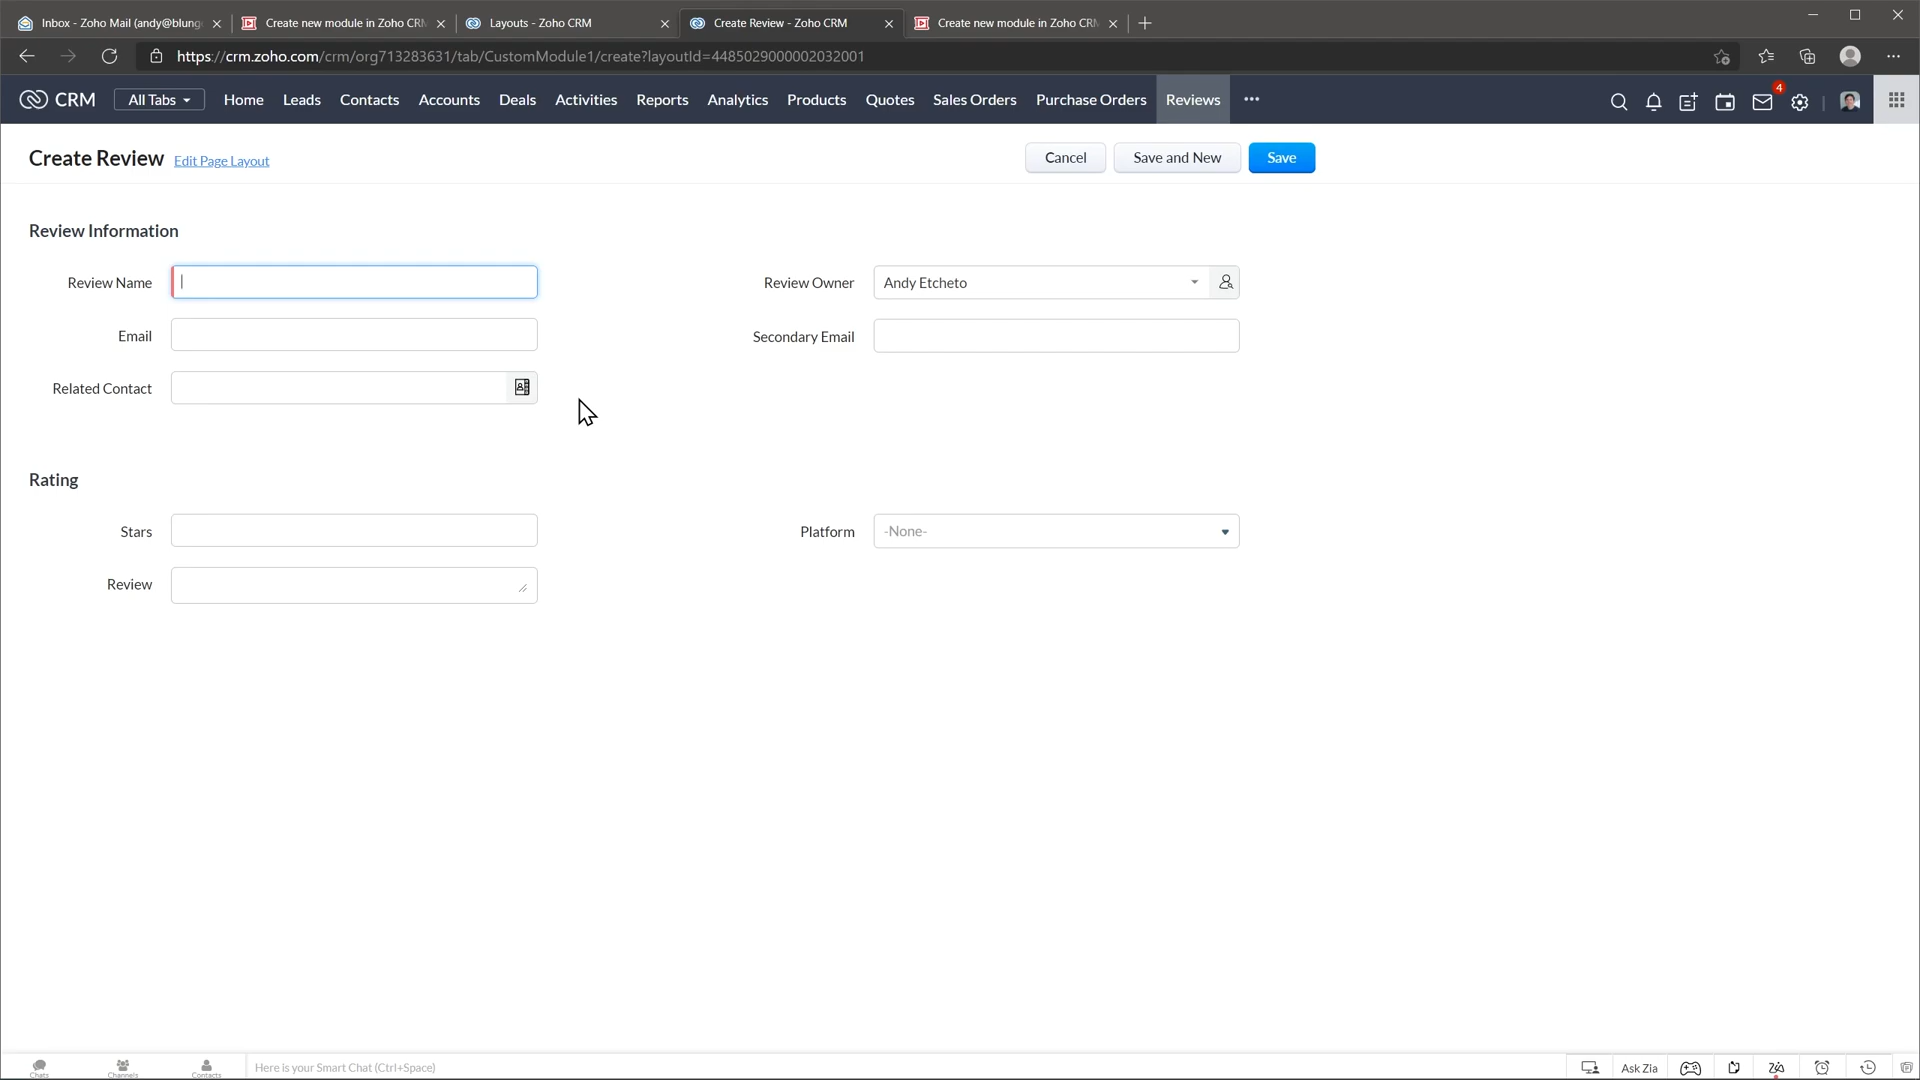 Inbox - Zoho Mail (andy@blung
Create new module in Zoho CRM
Layouts - Zoho CRM
Create Review - Zoho CRM
Create new module in Zoho CRM
https://crm.zoho.com/crm/org713283631/tab/CustomModule1/create?layoutId=4485029000002032001
CRM
All Tabs
Home
Leads
Contacts
Accounts
Deals
Activities
Reports
Analytics
Products
Quotes
Sales Orders
Purchase Orders
Reviews
4
Create Review
Edit Page Layout
Cancel
Save and New
Save
Review Information
Review Name
Review Owner
Andy Etcheto
Email
Secondary Email
Related Contact
Rating
Stars
Platform
-None-
Review
Chats
Channels
Contacts
Here is your Smart Chat (Ctrl+Space)
Ask Zia